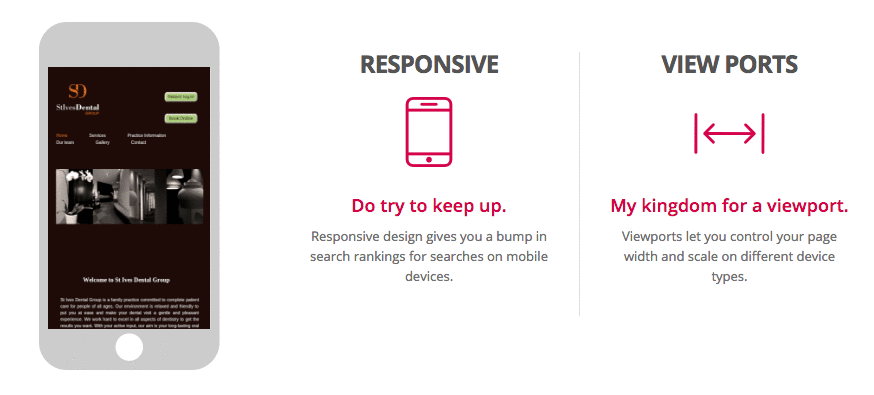 SD
StIvesDental
GROUP
Patient Log in
Book Online
Home Services Practice Information
Our team Gallery Contact
Welcome to St Ives Dental Group
St Ives Dental Group is a family practice committed to complete patient
care for people of all ages. Our environment is relaxed and friendly to
put you at ease and make your dental visit a gentle and pleasant
experience. We work hard to excel in all aspects of dentistry to get the
results you want. With your active input, our aim is your long-lasting oral
RESPONSIVE
Do try to keep up.
Responsive design gives you a bump in
search rankings for searches on mobile
devices.
VIEW PORTS
My kingdom for a viewport.
Viewports let you control your page
width and scale on different device
types.